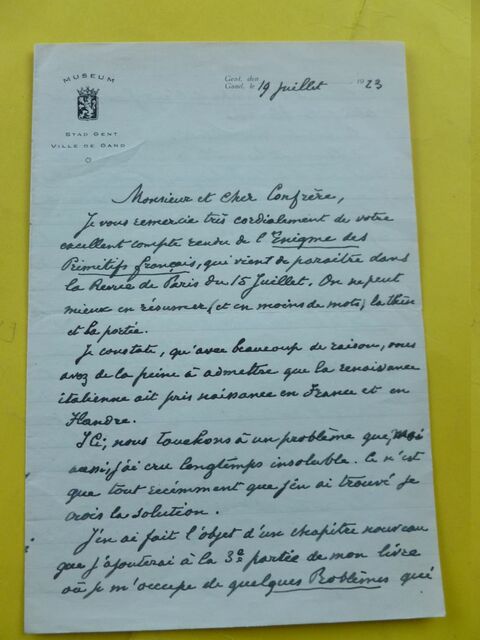 MUSEUM
STAD GENT
VILLE DE GAND
Gent, den
Gand, le 19 Juillet 1923
Monsieur et cher Confrère,
Je vous remercie très cordialement de votre
excellent compte rendu de l'Enigme des
Primitifs français, qui vient de paraître dans
la Revue de Paris du 15 Juillet. On ne peut
mieux en résumer (et en moins de mots) la thèse
et la portée.
Je constate, qu'avec beaucoup de raison, vous
avez de la peine à admettre que la renaissance
italienne ait pris naissance en France et en
Flandre.
Ici, nous touchons à un problème que, moi
aussi, j'ai cru longtemps insoluble. Ce n'est
que tout récemment que j'en ai trouvé je
crois la solution.
J'en ai fait l'objet d'un chapitre nouveau
que j'ajouterai à la 3e partie de mon livre
où je m'occupe de quelques Problèmes qui